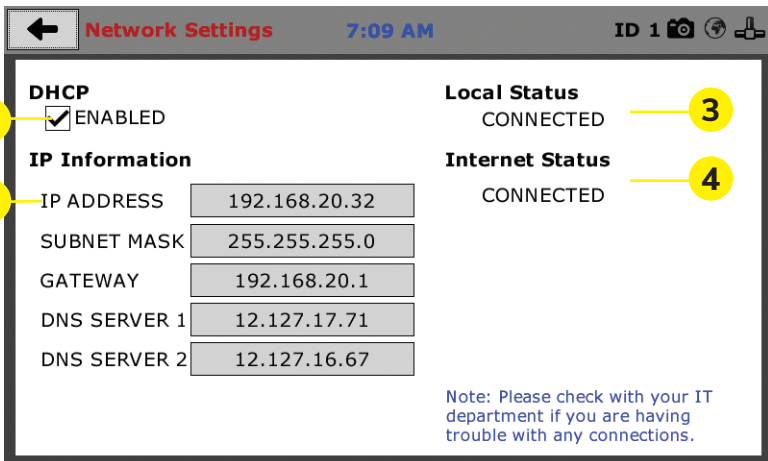 Network Settings 7:09 AM ID 1
DHCP
ENABLED
IP Information
IP ADDRESS 192.168.20.32
SUBNET MASK 255.255.255.0
GATEWAY 192.168.20.1
DNS SERVER 1 12.127.17.71
DNS SERVER 2 12.127.16.67
Local Status
CONNECTED 3
Internet Status
CONNECTED 4
Note: Please check with your IT
department if you are having
trouble with any connections.